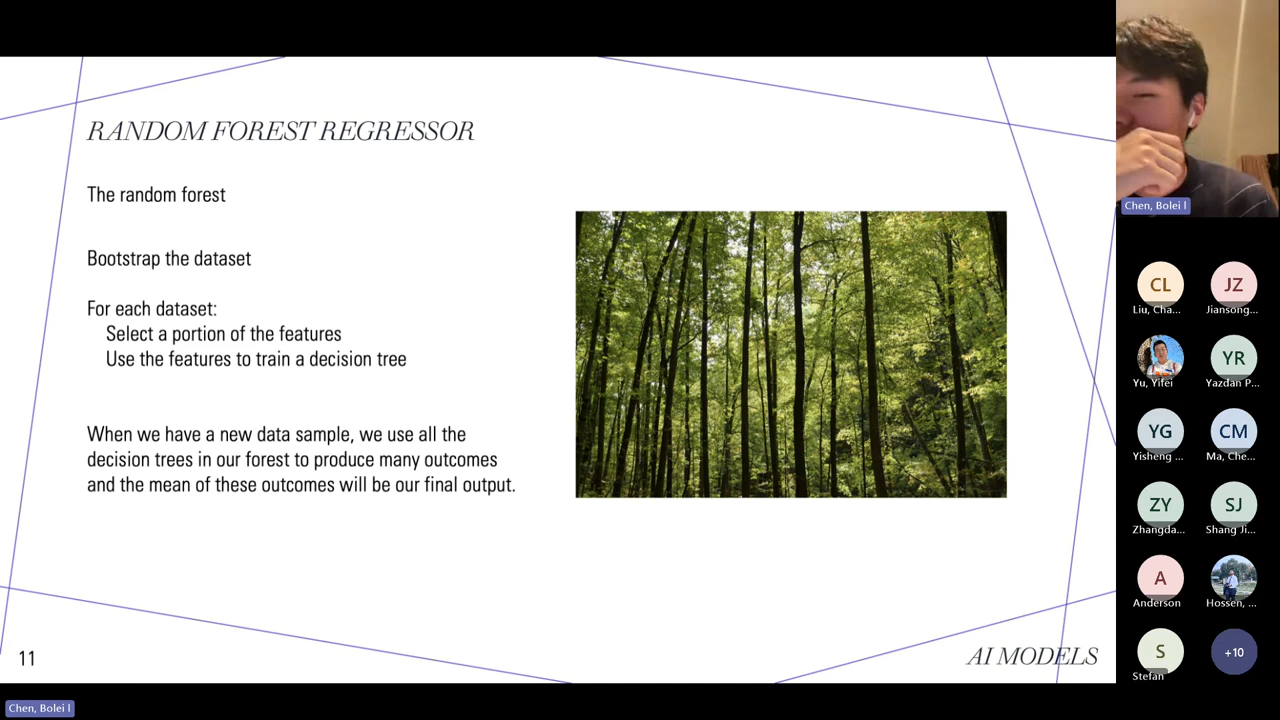 RANDOM FOREST REGRESSOR
The random forest
Bootstrap the dataset
For each dataset:
Select a portion of the features
Use the features to train a decision tree
When we have a new data sample, we use all the
decision trees in our forest to produce many outcomes
and the mean of these outcomes will be our final output.
11
AI MODELS
Chen, Bolei l
Chen, Bolei l
CL
JZ
Liu, Cha...
Jiansong...
YR
Yu, Yifei
Yazdan P...
YG
CM
Yisheng ...
Ma, Che...
ZY
SJ
Zhangda...
Shang Ji...
A
Anderson
Hossen, ...
S
+10
Stefan